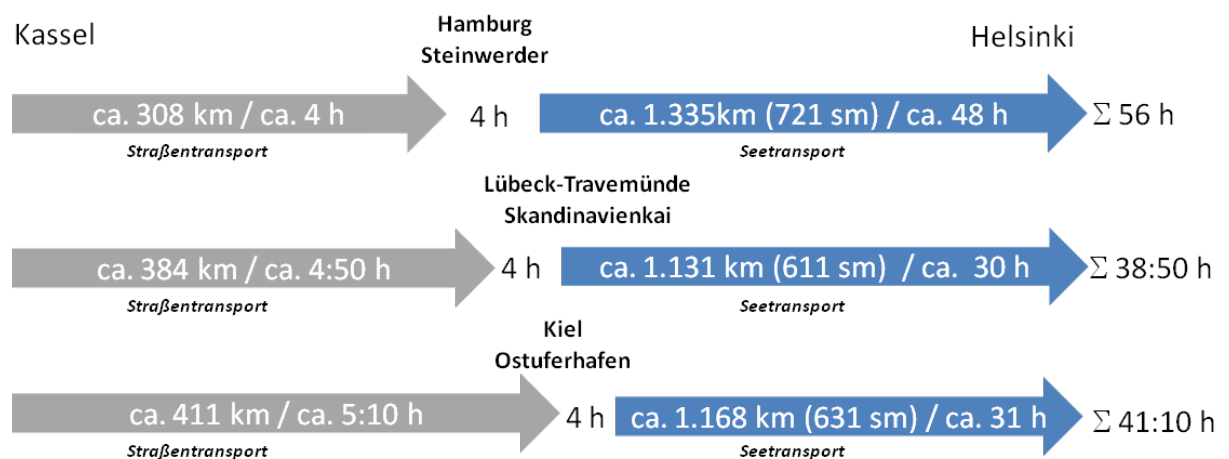 Kassel
Hamburg
Steinwerder
Helsinki
ca. 308 km / ca. 4 h
4 h
ca. 1.335km (721 sm) / ca. 48 h
Σ 56 h
Straßentransport
Seetransport
Lübeck-Travemünde
Skandinavienkai
ca. 384 km / ca. 4:50 h
4 h
ca. 1.131 km (611 sm) / ca. 30 h
Σ 38:50 h
Straßentransport
Seetransport
Kiel
Ostuferhafen
ca. 411 km / ca. 5:10 h
4 h
ca. 1.168 km (631 sm) / ca. 31 h
Σ 41:10 h
Straßentransport
Seetransport